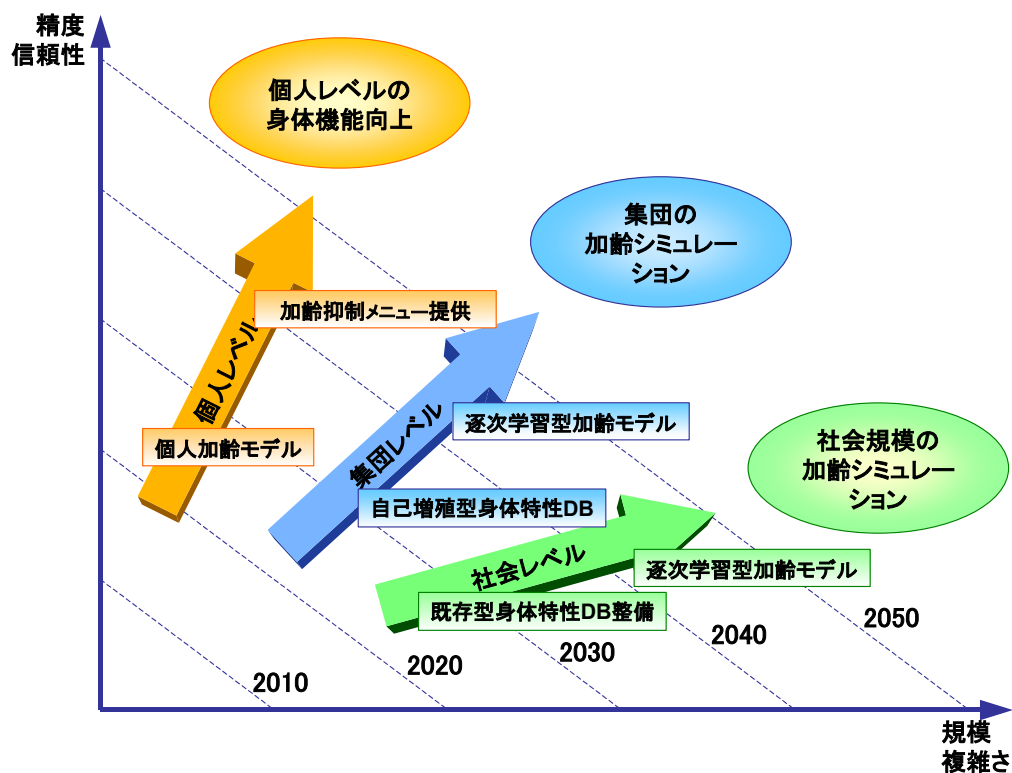 精度
信頼性
個人レベルの
身体機能向上
集団の
加齢シミュレー
ション
加齢抑制メニュー提供
個人レベル
個人加齢モデル
逐次学習型加齢モデル
集団レベル
自己増殖型身体特性DB
社会規模の
加齢シミュレー
ション
社会レベル
逐次学習型加齢モデル
既存型身体特性DB整備
2010
2020
2030
2040
2050
規模
複雑さ